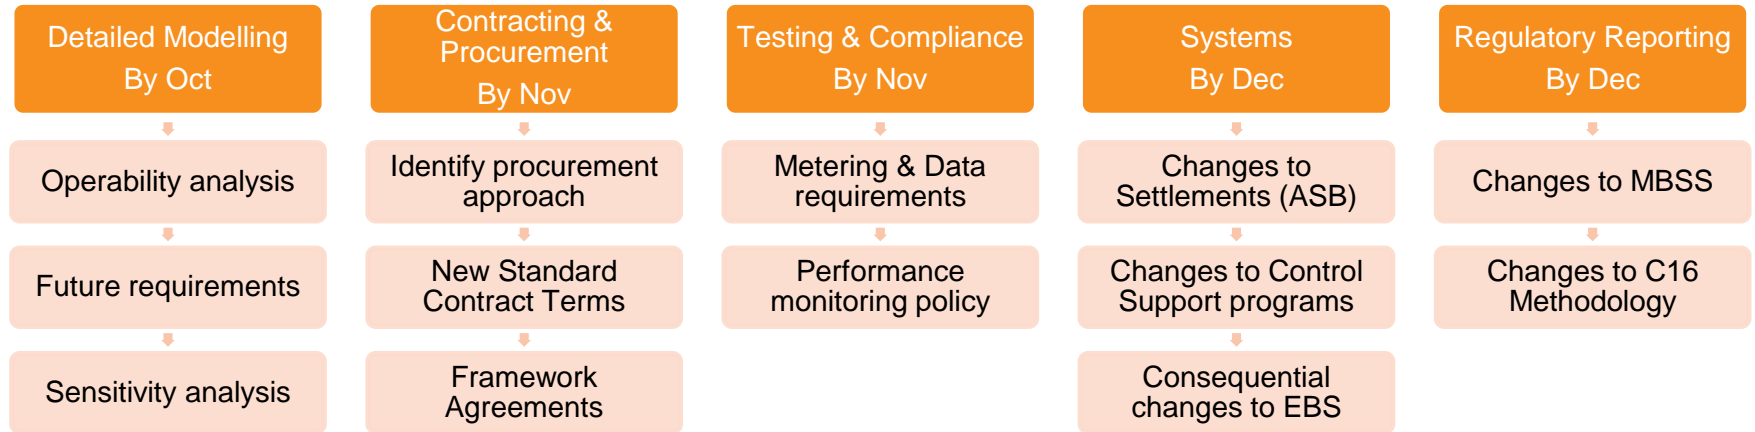 Detailed Modelling
By Oct
Operability analysis
Future requirements
Sensitivity analysis
Contracting &
Procurement
By Nov
Identify procurement
approach
New Standard
Contract Terms
Framework
Agreements
Testing & Compliance
By Nov
Metering & Data
requirements
Performance
monitoring policy
Systems
By Dec
Changes to
Settlements (ASB)
Changes to Control
Support programs
Consequential
changes to EBS
Regulatory Reporting
By Dec
Changes to MBSS
Changes to C16
Methodology